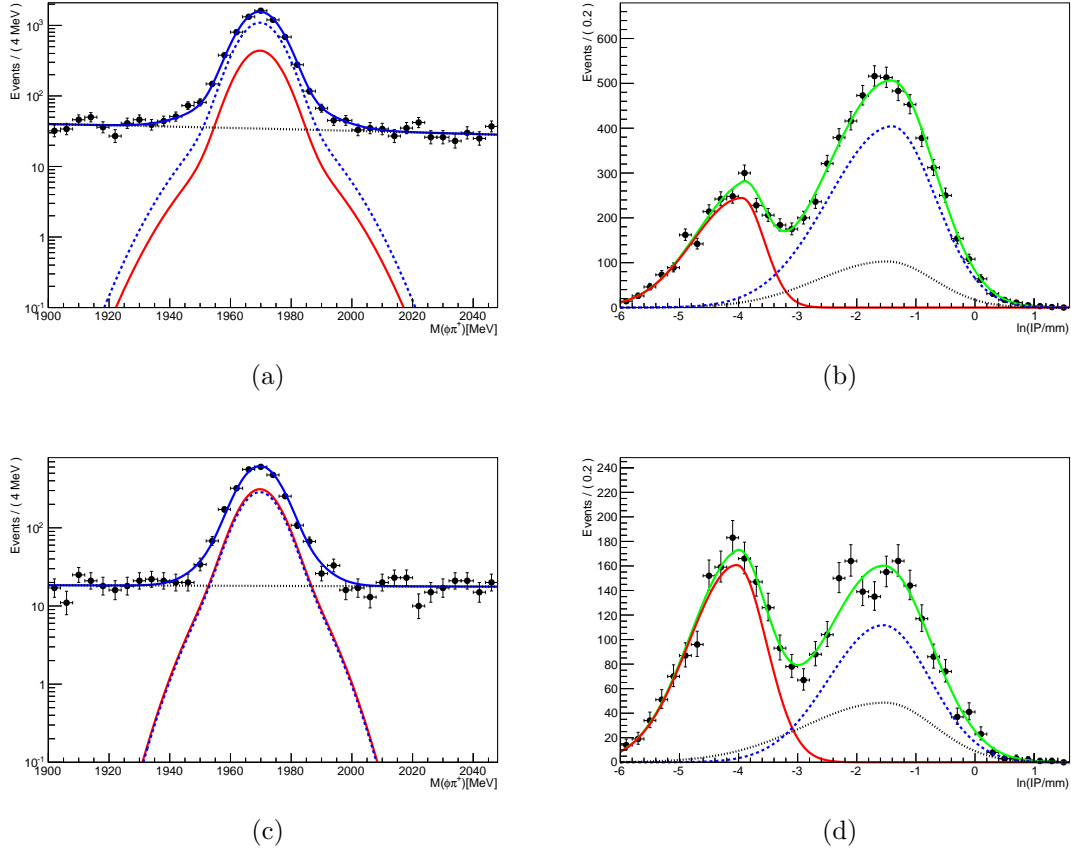 Events / ( 4 MeV )
10³
10²
10
1
10⁻¹
1900 1920 1940 1960 1980 2000 2020 2040
M(ϕπ⁺)[MeV]
(a)
Events / ( 0.2 )
600
500
400
300
200
100
0
-6 -5 -4 -3 -2 -1 0 1
ln(IP/mm)
(b)
Events / ( 4 MeV )
10²
10
1
10⁻¹
1900 1920 1940 1960 1980 2000 2020 2040
M(ϕπ⁺)[MeV]
(c)
Events / ( 0.2 )
240
220
200
180
160
140
120
100
80
60
40
20
0
-6 -5 -4 -3 -2 -1 0 1
ln(IP/mm)
(d)